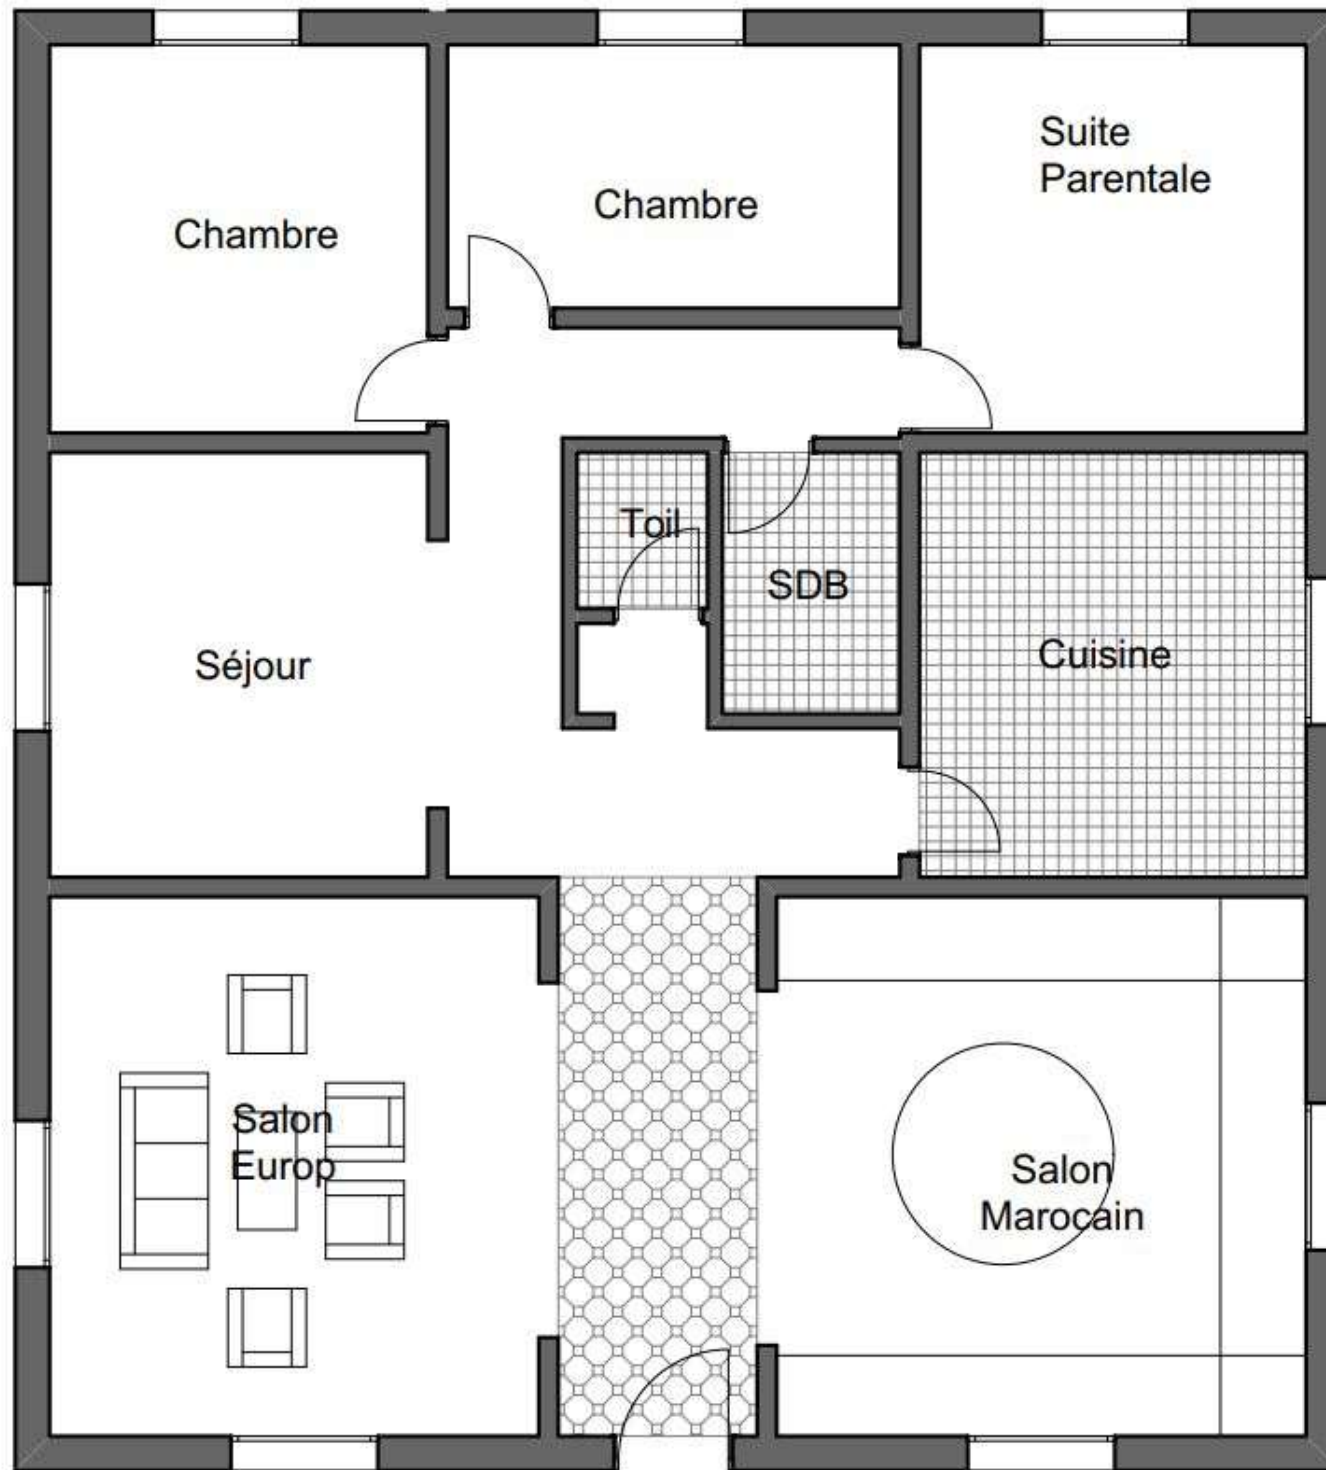 Suite
Parentale
Chambre
Chambre
Toil
SDB
Cuisine
Séjour
Salon
Europ
Salon
Marocain